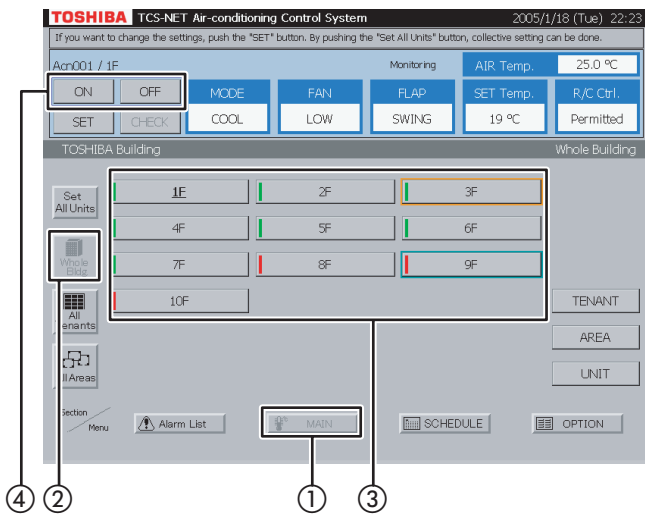 TOSHIBA TCS-NET Air-conditioning Control System 2005/1/18 (Tue) 22:23
If you want to change the settings, push the "SET" button. By pushing the "Set All Units" button, collective setting can be done.
Acn001 / 1F Monitoring AIR Temp. 25.0 °C
ON OFF MODE FAN FLAP SET Temp. R/C Ctrl.
SET CHECK COOL LOW SWING 19 °C Permitted
TOSHIBA Building Whole Building
Set
All Units
1F 2F 3F
4F 5F 6F
Whole
Bldg.
7F 8F 9F
10F
All
Tenants
TENANT
AREA
All Areas
UNIT
Section
Menu
Alarm List MAIN SCHEDULE OPTION
④ ② ① ③